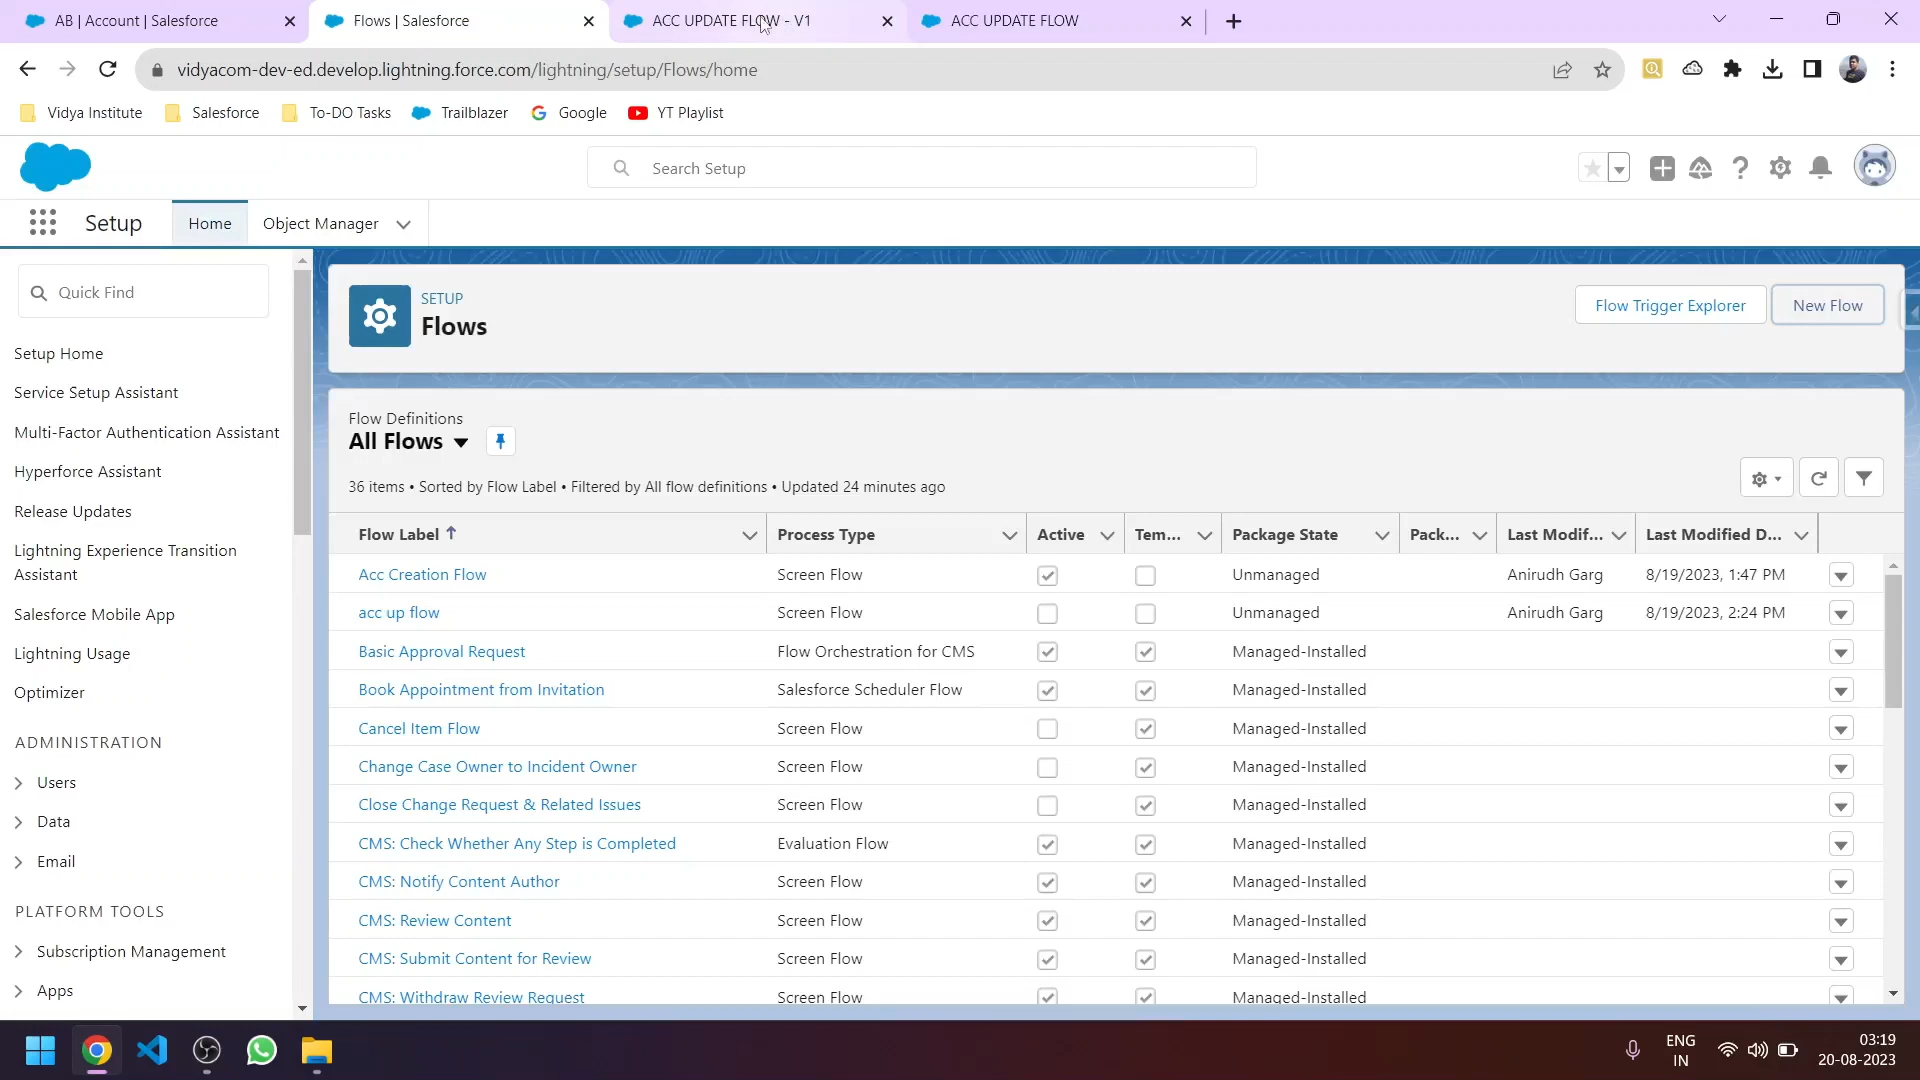 AB | Account | Salesforce
Flows | Salesforce
ACC UPDATE FLOW - V1
ACC UPDATE FLOW
vidyacom-dev-ed.develop.lightning.force.com/lightning/setup/Flows/home
Vidya Institute
Salesforce
To-DO Tasks
Trailblazer
Google
YT Playlist
Search Setup
Setup
Home
Object Manager
Quick Find
Setup Home
Service Setup Assistant
Multi-Factor Authentication Assistant
Hyperforce Assistant
Release Updates
Lightning Experience Transition
Assistant
Salesforce Mobile App
Lightning Usage
Optimizer
ADMINISTRATION
Users
Data
Email
PLATFORM TOOLS
Subscription Management
Apps
SETUP
Flows
Flow Trigger Explorer
New Flow
Flow Definitions
All Flows
36 items • Sorted by Flow Label • Filtered by All flow definitions • Updated 24 minutes ago
Flow Label Process Type Active Tem... Package State Pack... Last Modif... Last Modified D...
Acc Creation Flow Screen Flow Unmanaged Anirudh Garg 8/19/2023, 1:47 PM
acc up flow Screen Flow Unmanaged Anirudh Garg 8/19/2023, 2:24 PM
Basic Approval Request Flow Orchestration for CMS Managed-Installed
Book Appointment from Invitation Salesforce Scheduler Flow Managed-Installed
Cancel Item Flow Screen Flow Managed-Installed
Change Case Owner to Incident Owner Screen Flow Managed-Installed
Close Change Request & Related Issues Screen Flow Managed-Installed
CMS: Check Whether Any Step is Completed Evaluation Flow Managed-Installed
CMS: Notify Content Author Screen Flow Managed-Installed
CMS: Review Content Screen Flow Managed-Installed
CMS: Submit Content for Review Screen Flow Managed-Installed
CMS: Withdraw Review Request Screen Flow Managed-Installed
ENG
IN
03:19
20-08-2023